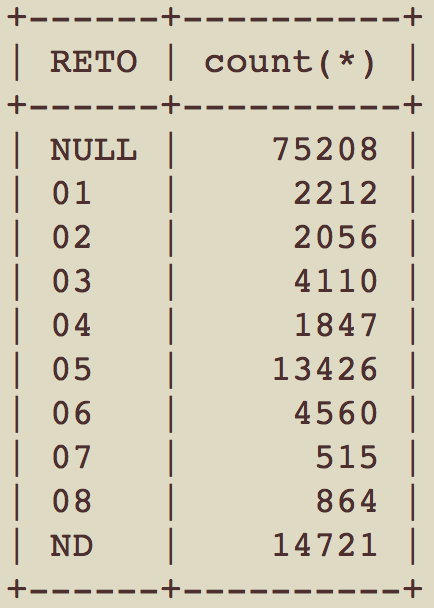 +------+----------+
| RETO | count(*) |
+------+----------+
| NULL |    75208 |
| 01   |     2212 |
| 02   |     2056 |
| 03   |     4110 |
| 04   |     1847 |
| 05   |    13426 |
| 06   |     4560 |
| 07   |      515 |
| 08   |      864 |
| ND   |    14721 |
+------+----------+